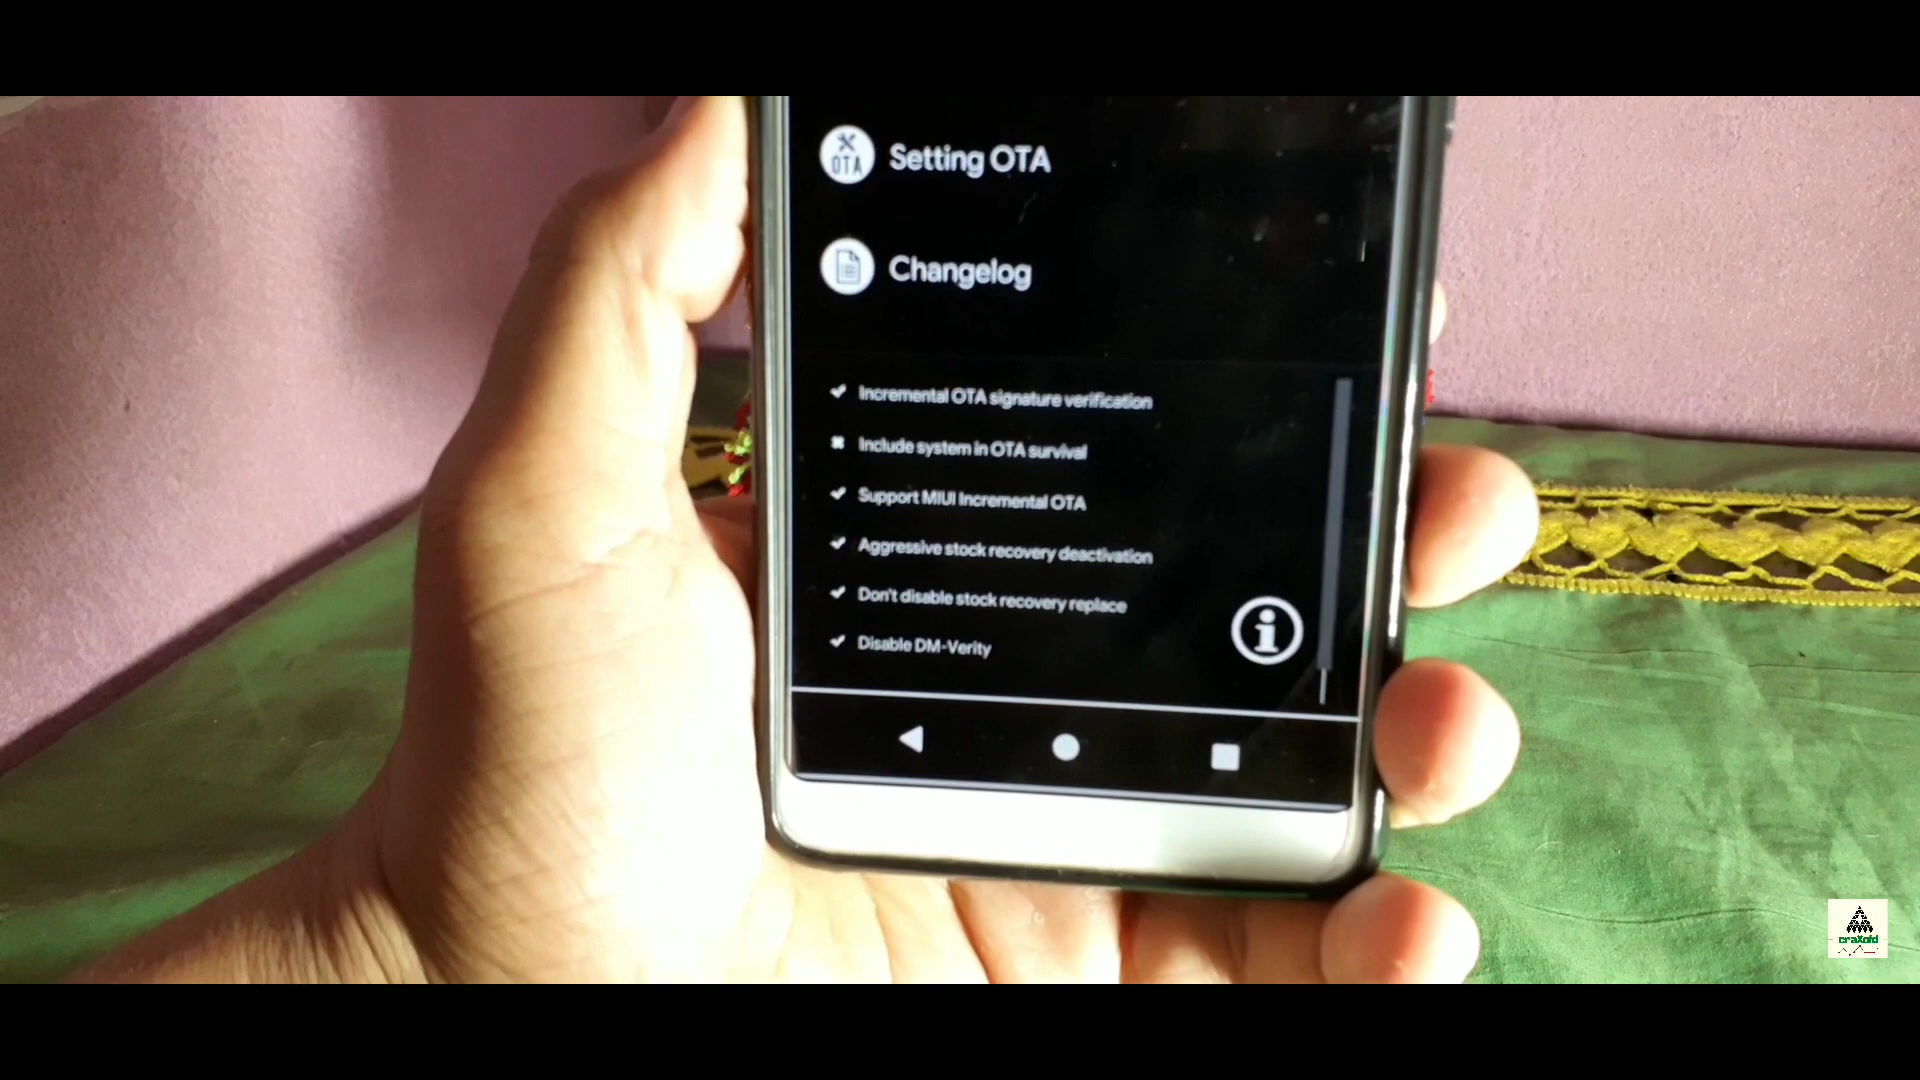 OTA
Setting OTA
Changelog
Incremental OTA signature verification
Include system in OTA survival
Support MIUI Incremental OTA
Aggressive stock recovery deactivation
Don't disable stock recovery replace
Disable DM-Verity
craXoid